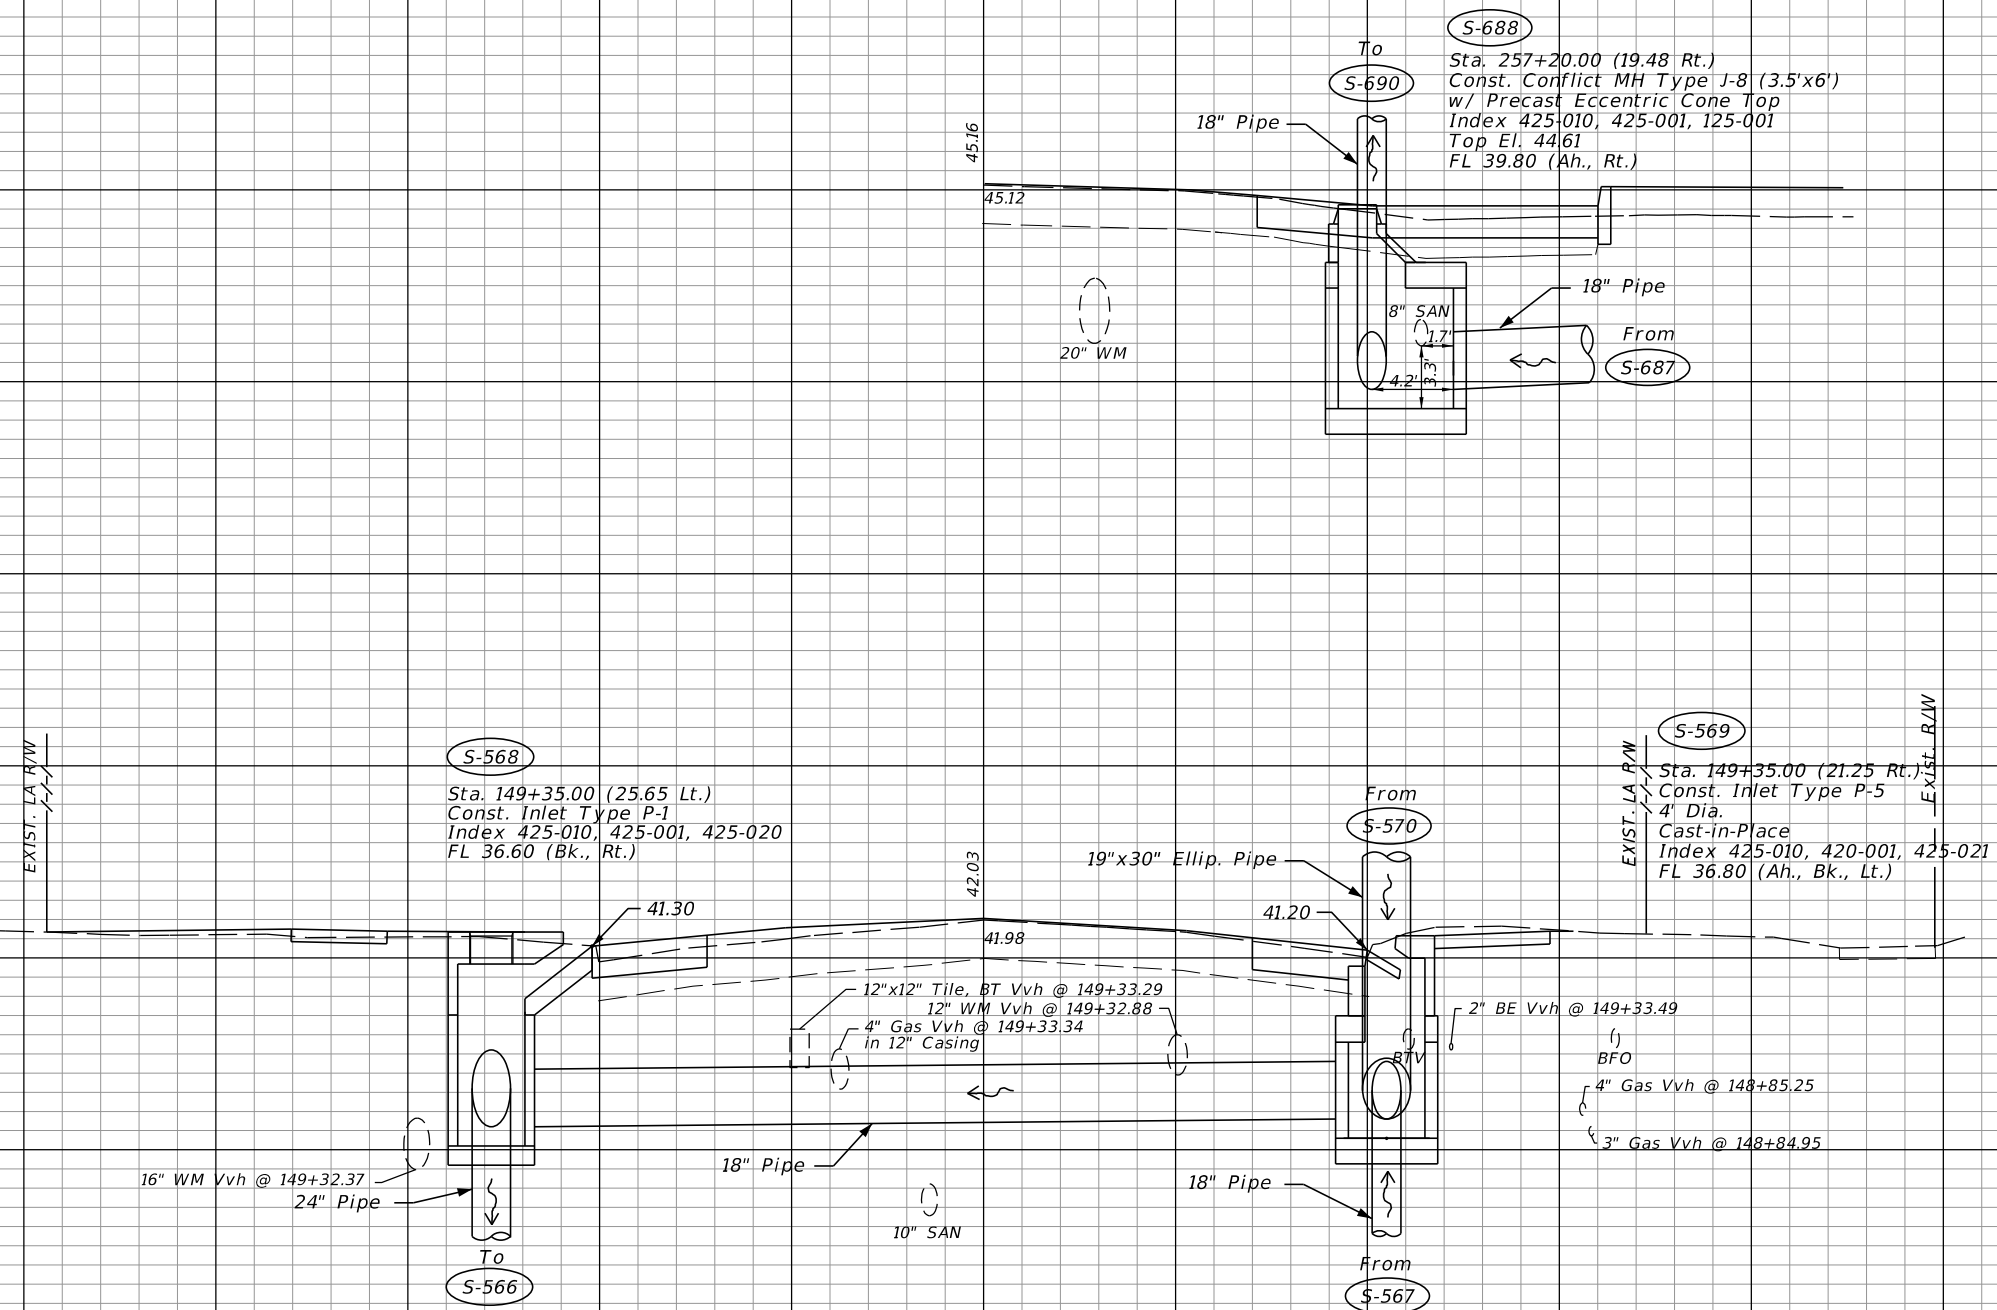 S-688
To
Sta. 257+20.00 (19.48 Rt.)
S-690
Const. Conflict MH Type J-8 (3.5'x6')
w/ Precast Eccentric Cone Top
18" Pipe
Index 425-010, 425-001, 125-001
45.16
Top El. 44.61
FL 39.80 (Ah., Rt.)
45.12
18" Pipe
8" SAN
1.7'
From
20" WM
S-687
4.2'
3.3'
EXIST. LA R/W
S-568
Sta. 149+35.00 (25.65 Lt.)
Const. Inlet Type P-1
Index 425-010, 425-001, 425-020
FL 36.60 (Bk., Rt.)
42.03
From
S-570
19"x30" Ellip. Pipe
EXIST. LA R/W
Exist. R/W
S-569
Sta. 149+35.00 (21.25 Rt.)
Const. Inlet Type P-5
4' Dia.
Cast-in-Place
Index 425-010, 420-001, 425-021
FL 36.80 (Ah., Bk., Lt.)
41.30
41.20
41.98
12"x12" Tile, BT Vvh @ 149+33.29
12" WM Vvh @ 149+32.88
4" Gas Vvh @ 149+33.34
in 12" Casing
2" BE Vvh @ 149+33.49
BTV
BFO
4" Gas Vvh @ 148+85.25
3" Gas Vvh @ 148+84.95
18" Pipe
16" WM Vvh @ 149+32.37
24" Pipe
18" Pipe
10" SAN
To
S-566
From
S-567